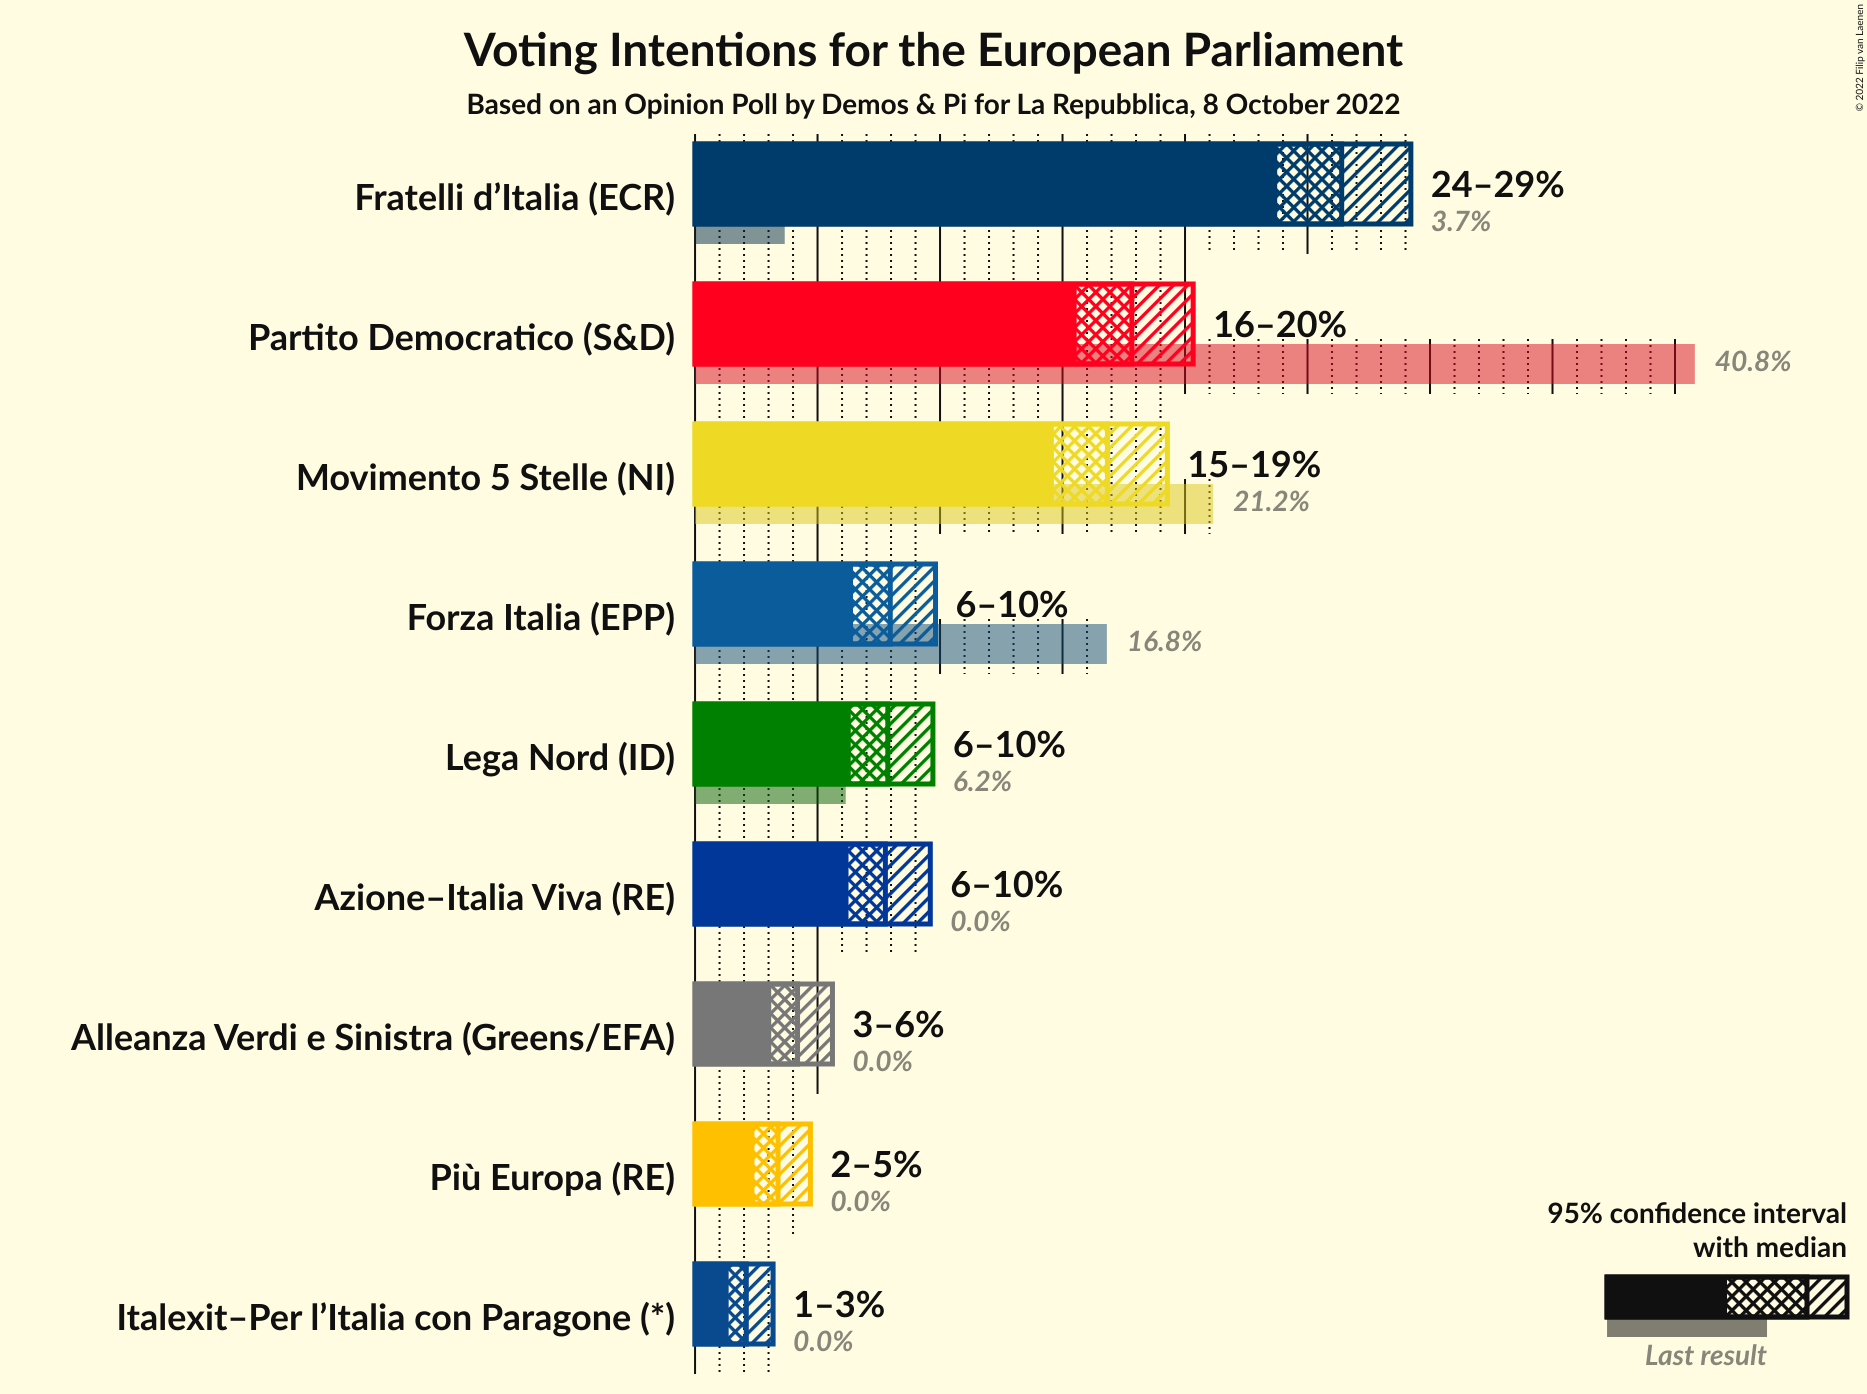 Voting Intentions for the European Parliament
Based on an Opinion Poll by Demos & Pi for La Repubblica, 8 October 2022
© 2022 Filip van Laenen
Fratelli d’Italia (ECR)
24–29%
3.7%
Partito Democratico (S&D)
16–20%
40.8%
Movimento 5 Stelle (NI)
15–19%
21.2%
Forza Italia (EPP)
6–10%
16.8%
Lega Nord (ID)
6–10%
6.2%
Azione–Italia Viva (RE)
6–10%
0.0%
Alleanza Verdi e Sinistra (Greens/EFA)
3–6%
0.0%
Più Europa (RE)
2–5%
0.0%
Italexit–Per l’Italia con Paragone (*)
1–3%
0.0%
95% confidence interval
with median
Last result